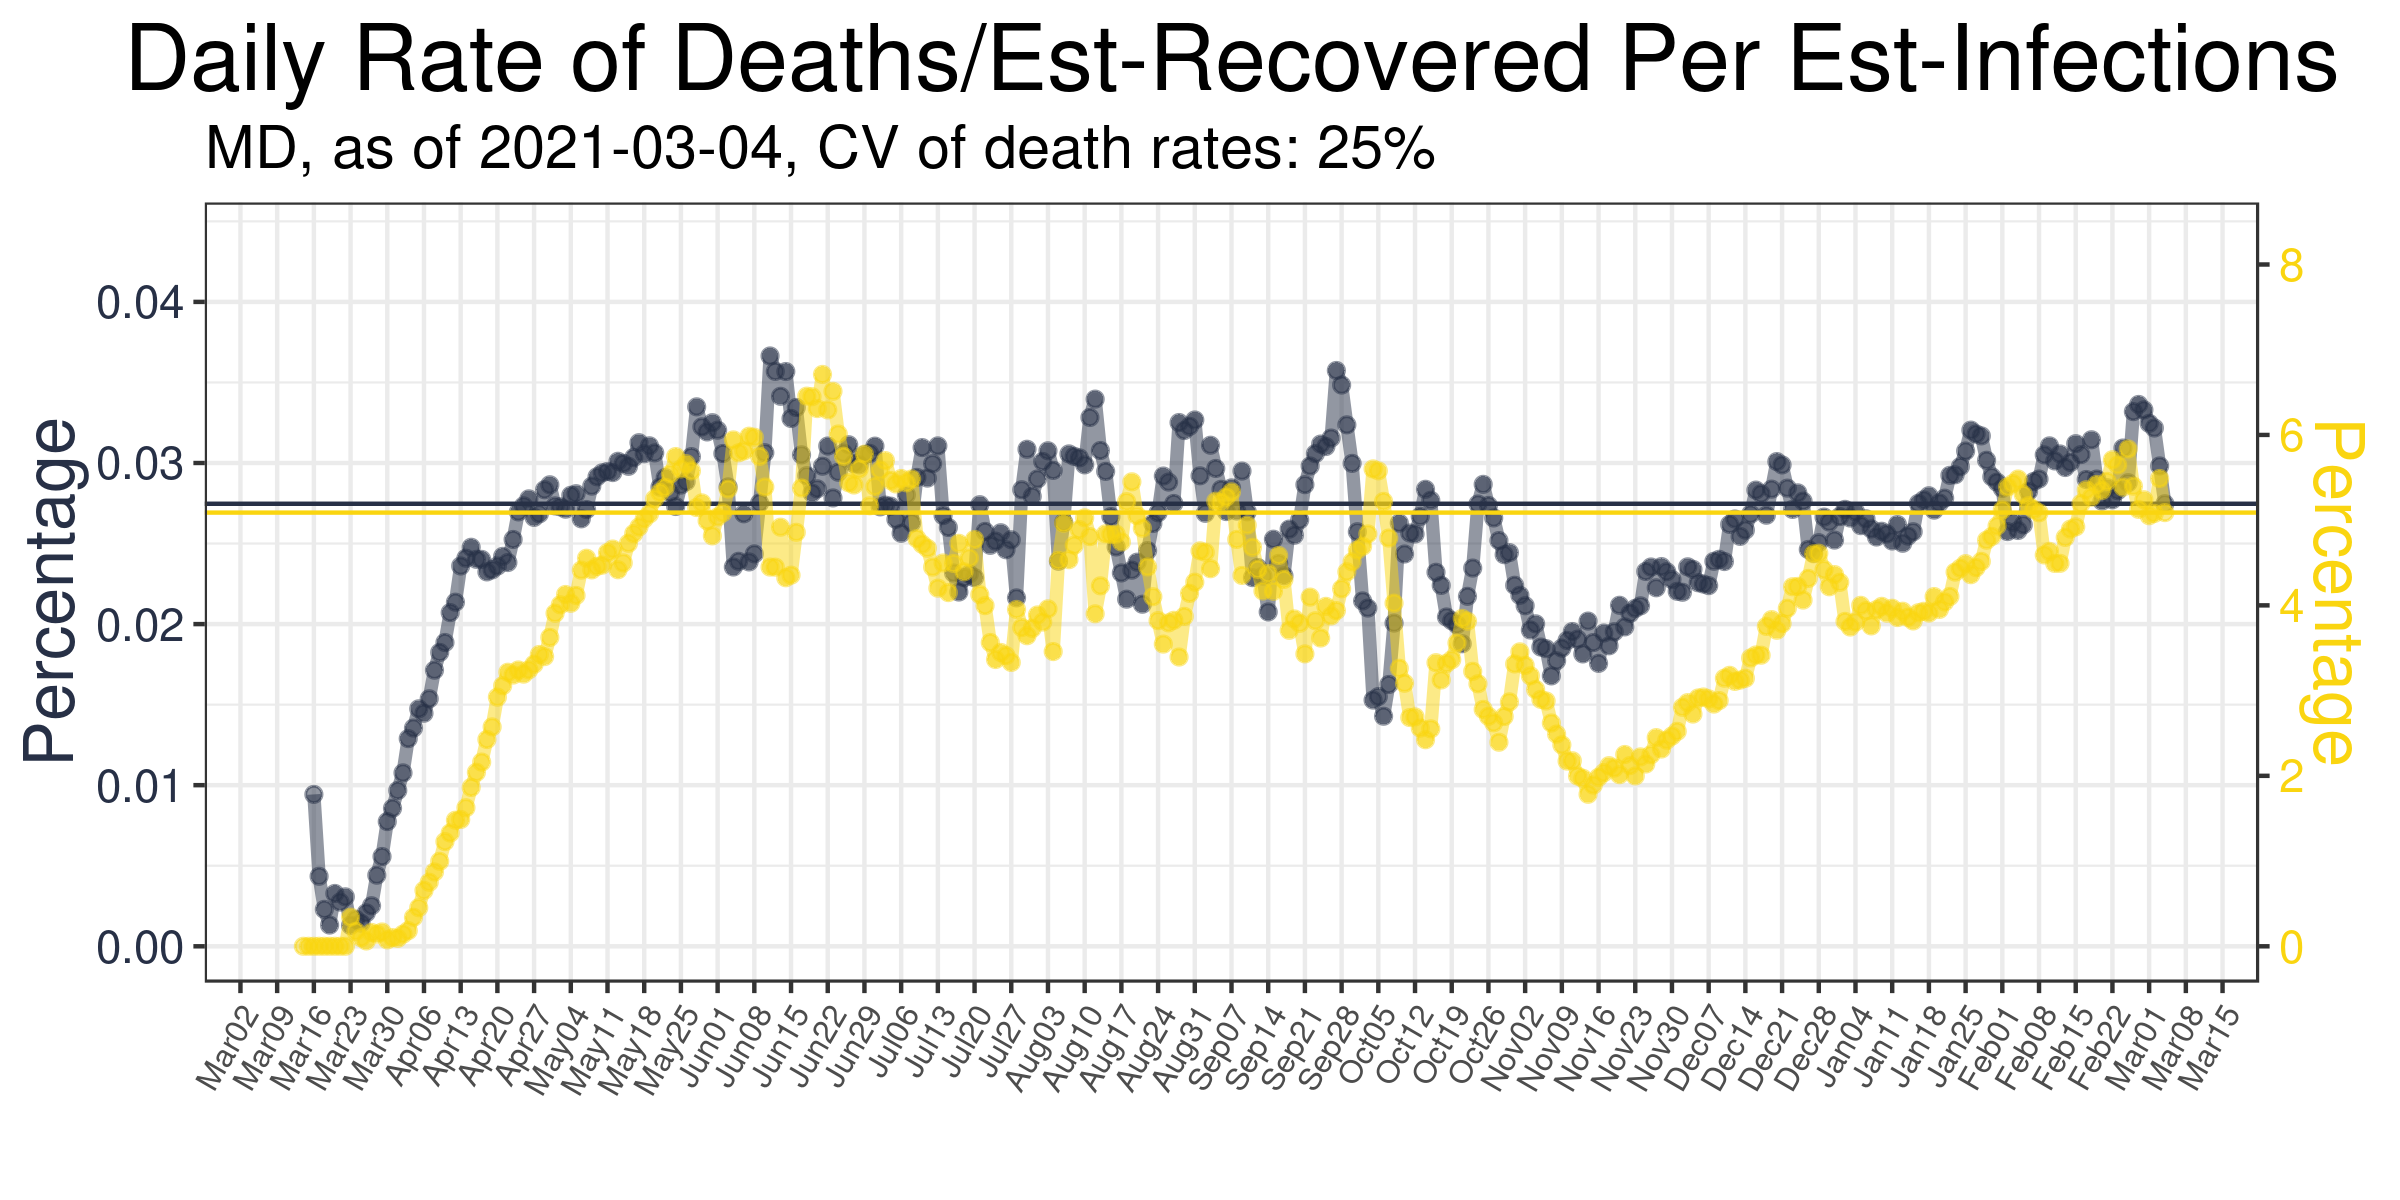 Daily Rate of Deaths/Est-Recovered Per Est-Infections
MD, as of 2021-03-04, CV of death rates: 25%
Percentage
0.04
0.03
0.02
0.01
0.00
8
6
4
2
0
Percentage
Mar02
Mar09
Mar16
Mar23
Mar30
Apr06
Apr13
Apr20
Apr27
May04
May11
May18
May25
Jun01
Jun08
Jun15
Jun22
Jun29
Jul06
Jul13
Jul20
Jul27
Aug03
Aug10
Aug17
Aug24
Aug31
Sep07
Sep14
Sep21
Sep28
Oct05
Oct12
Oct19
Oct26
Nov02
Nov09
Nov16
Nov23
Nov30
Dec07
Dec14
Dec21
Dec28
Jan04
Jan11
Jan18
Jan25
Feb01
Feb08
Feb15
Feb22
Mar01
Mar08
Mar15